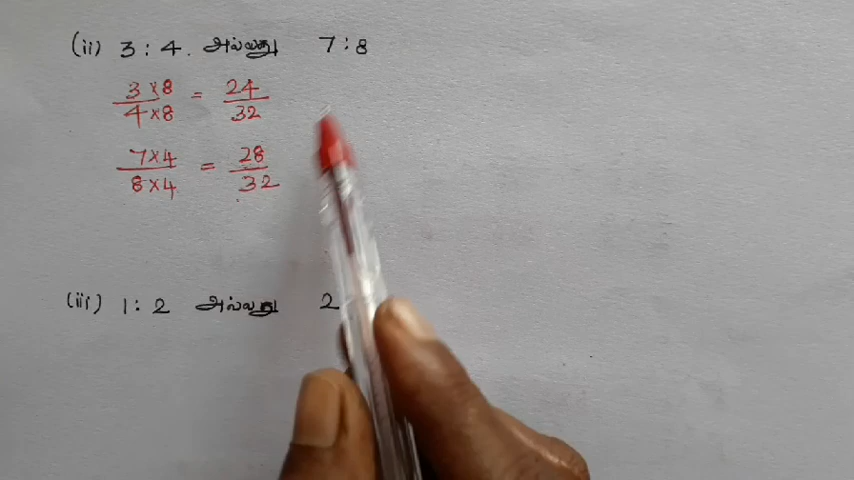 (ii) 3 : 4 . அல்லது 7 : 8
3 × 8 / 4 × 8 = 24 / 32
7 × 4 / 8 × 4 = 28 / 32
(iii) 1 : 2 அல்லது 2